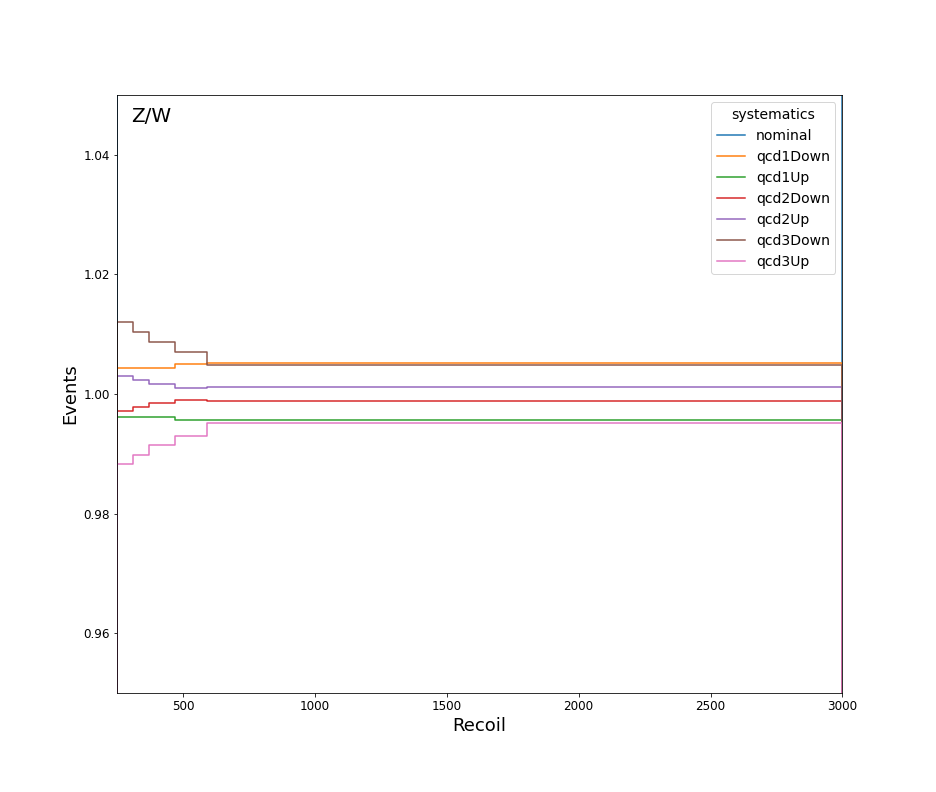 Z/W
systematics
nominal
qcd1Down
qcd1Up
qcd2Down
qcd2Up
qcd3Down
qcd3Up
1.04
1.02
1.00
0.98
0.96
Events
500 1000 1500 2000 2500 3000
Recoil